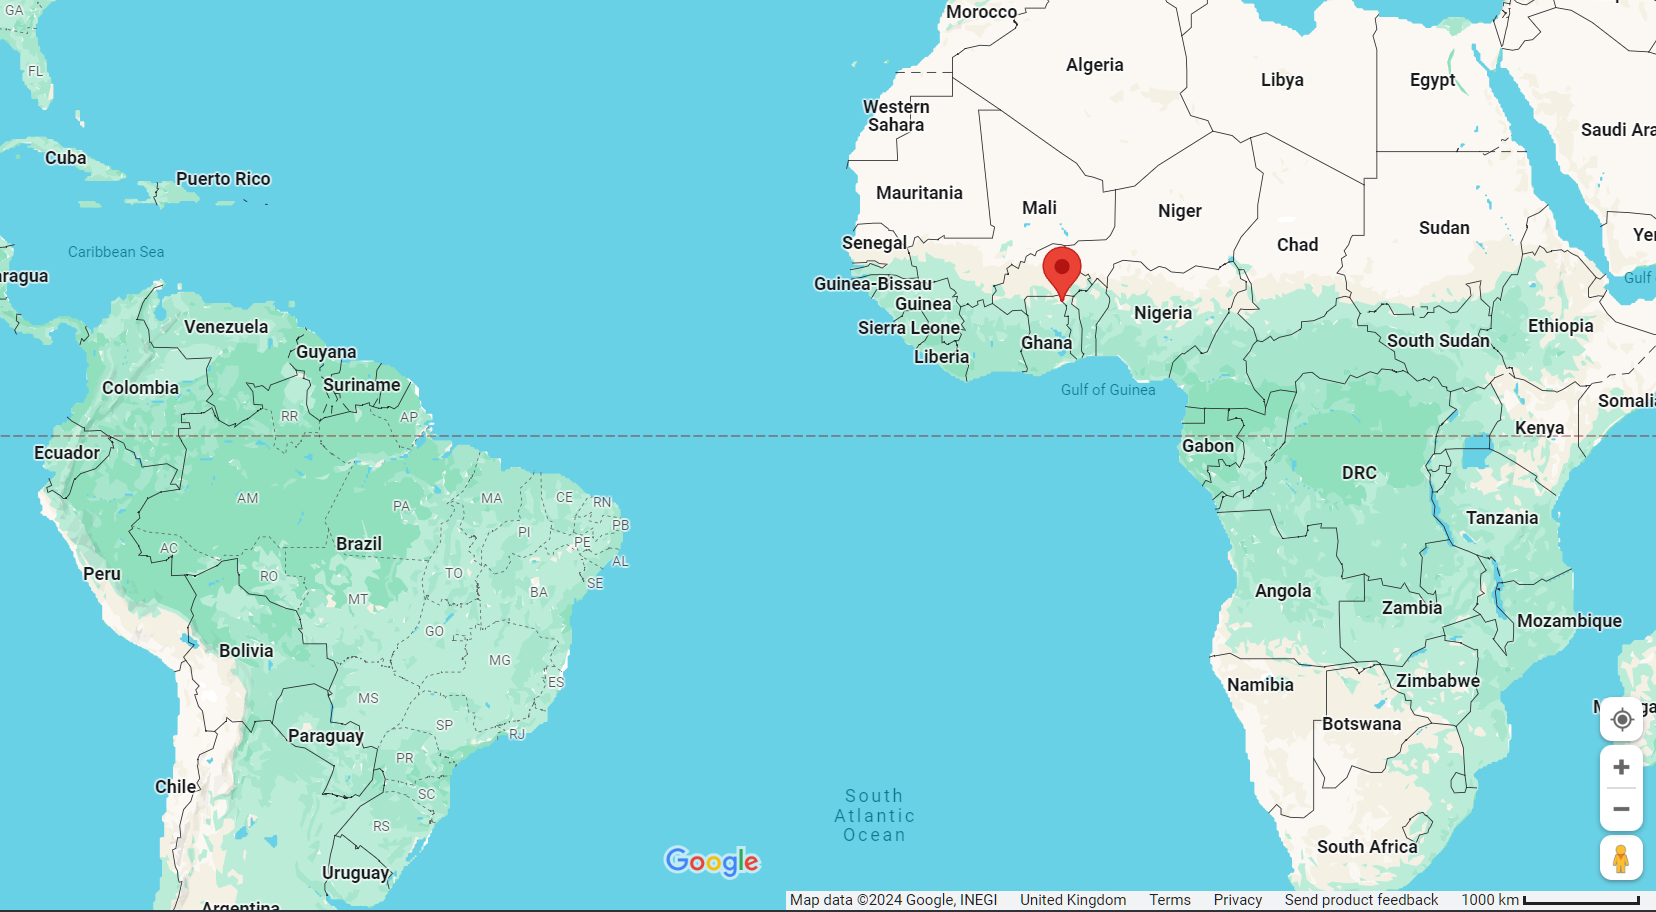 GA
FL
Cuba
Puerto Rico
Caribbean Sea
aragua
Venezuela
Guyana
Colombia
Suriname
RR
AP
Ecuador
AM
PA
MA
CE
RN
PB
PI
PE
AL
AC
Brazil
TO
SE
Peru
RO
MT
BA
GO
Bolivia
MG
ES
MS
SP
RJ
Paraguay
PR
Chile
SC
RS
Uruguay
Argentina
Morocco
Algeria
Libya
Egypt
Western
Sahara
Saudi Ara
Mauritania
Mali
Niger
Sudan
Senegal
Chad
Yer
Guinea-Bissau
Gulf
Guinea
Nigeria
Sierra Leone
Ethiopia
Ghana
South Sudan
Liberia
Gulf of Guinea
Somalia
Kenya
Gabon
DRC
Tanzania
Angola
Zambia
Mozambique
Namibia
Zimbabwe
Botswana
South
Atlantic
Ocean
South Africa
Google
Map data ©2024 Google, INEGI United Kingdom Terms Privacy Send product feedback 1000 km